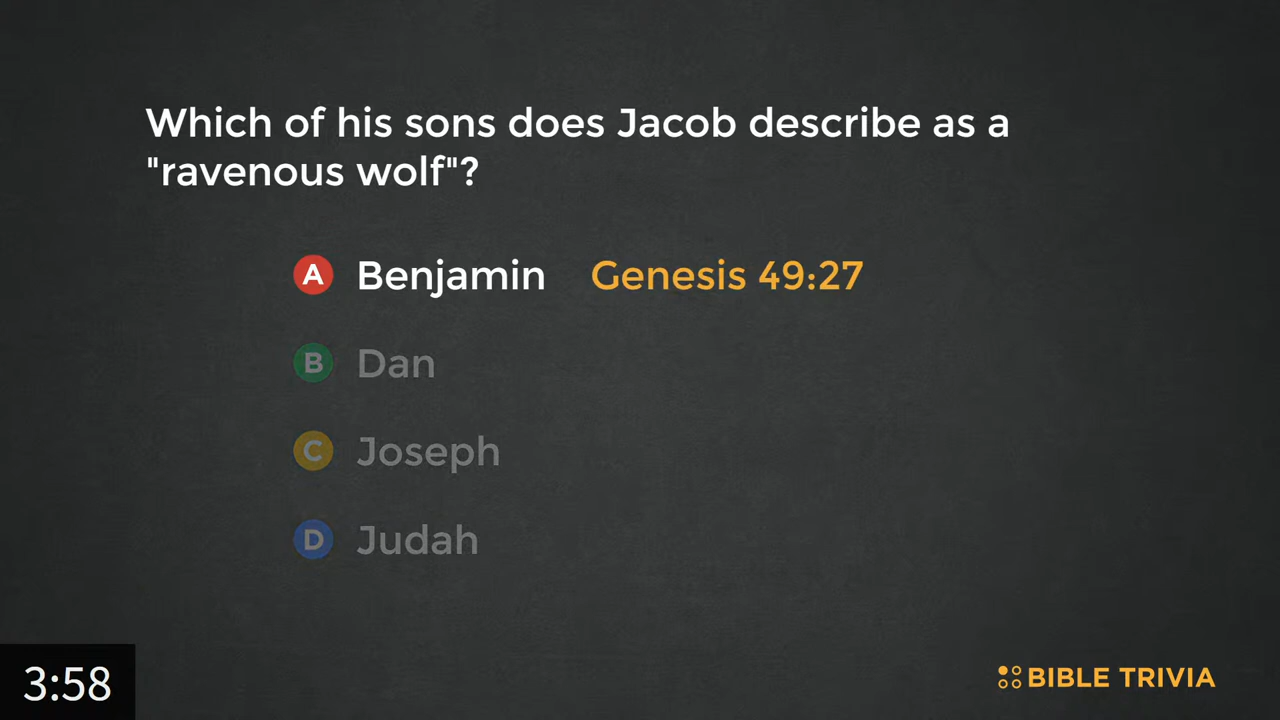 Which of his sons does Jacob describe as a
"ravenous wolf"?
A Benjamin Genesis 49:27
B Dan
C Joseph
D Judah
3:58
BIBLE TRIVIA